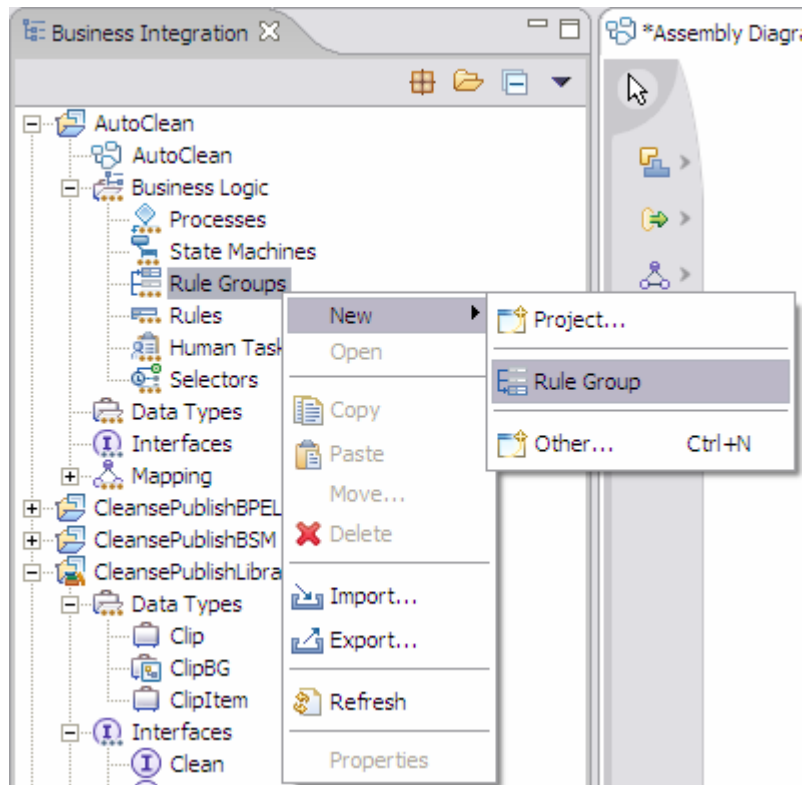 Business Integration
*Assembly Diagra
AutoClean
AutoClean
Business Logic
Processes
State Machines
Rule Groups
Rules
Human Task
Selectors
Data Types
Interfaces
Mapping
CleansePublishBPEL
CleansePublishBSM
CleansePublishLibra
Data Types
Clip
ClipBG
ClipItem
Interfaces
Clean
New
Open
Copy
Paste
Move...
Delete
Import...
Export...
Refresh
Properties
Project...
Rule Group
Other... Ctrl+N